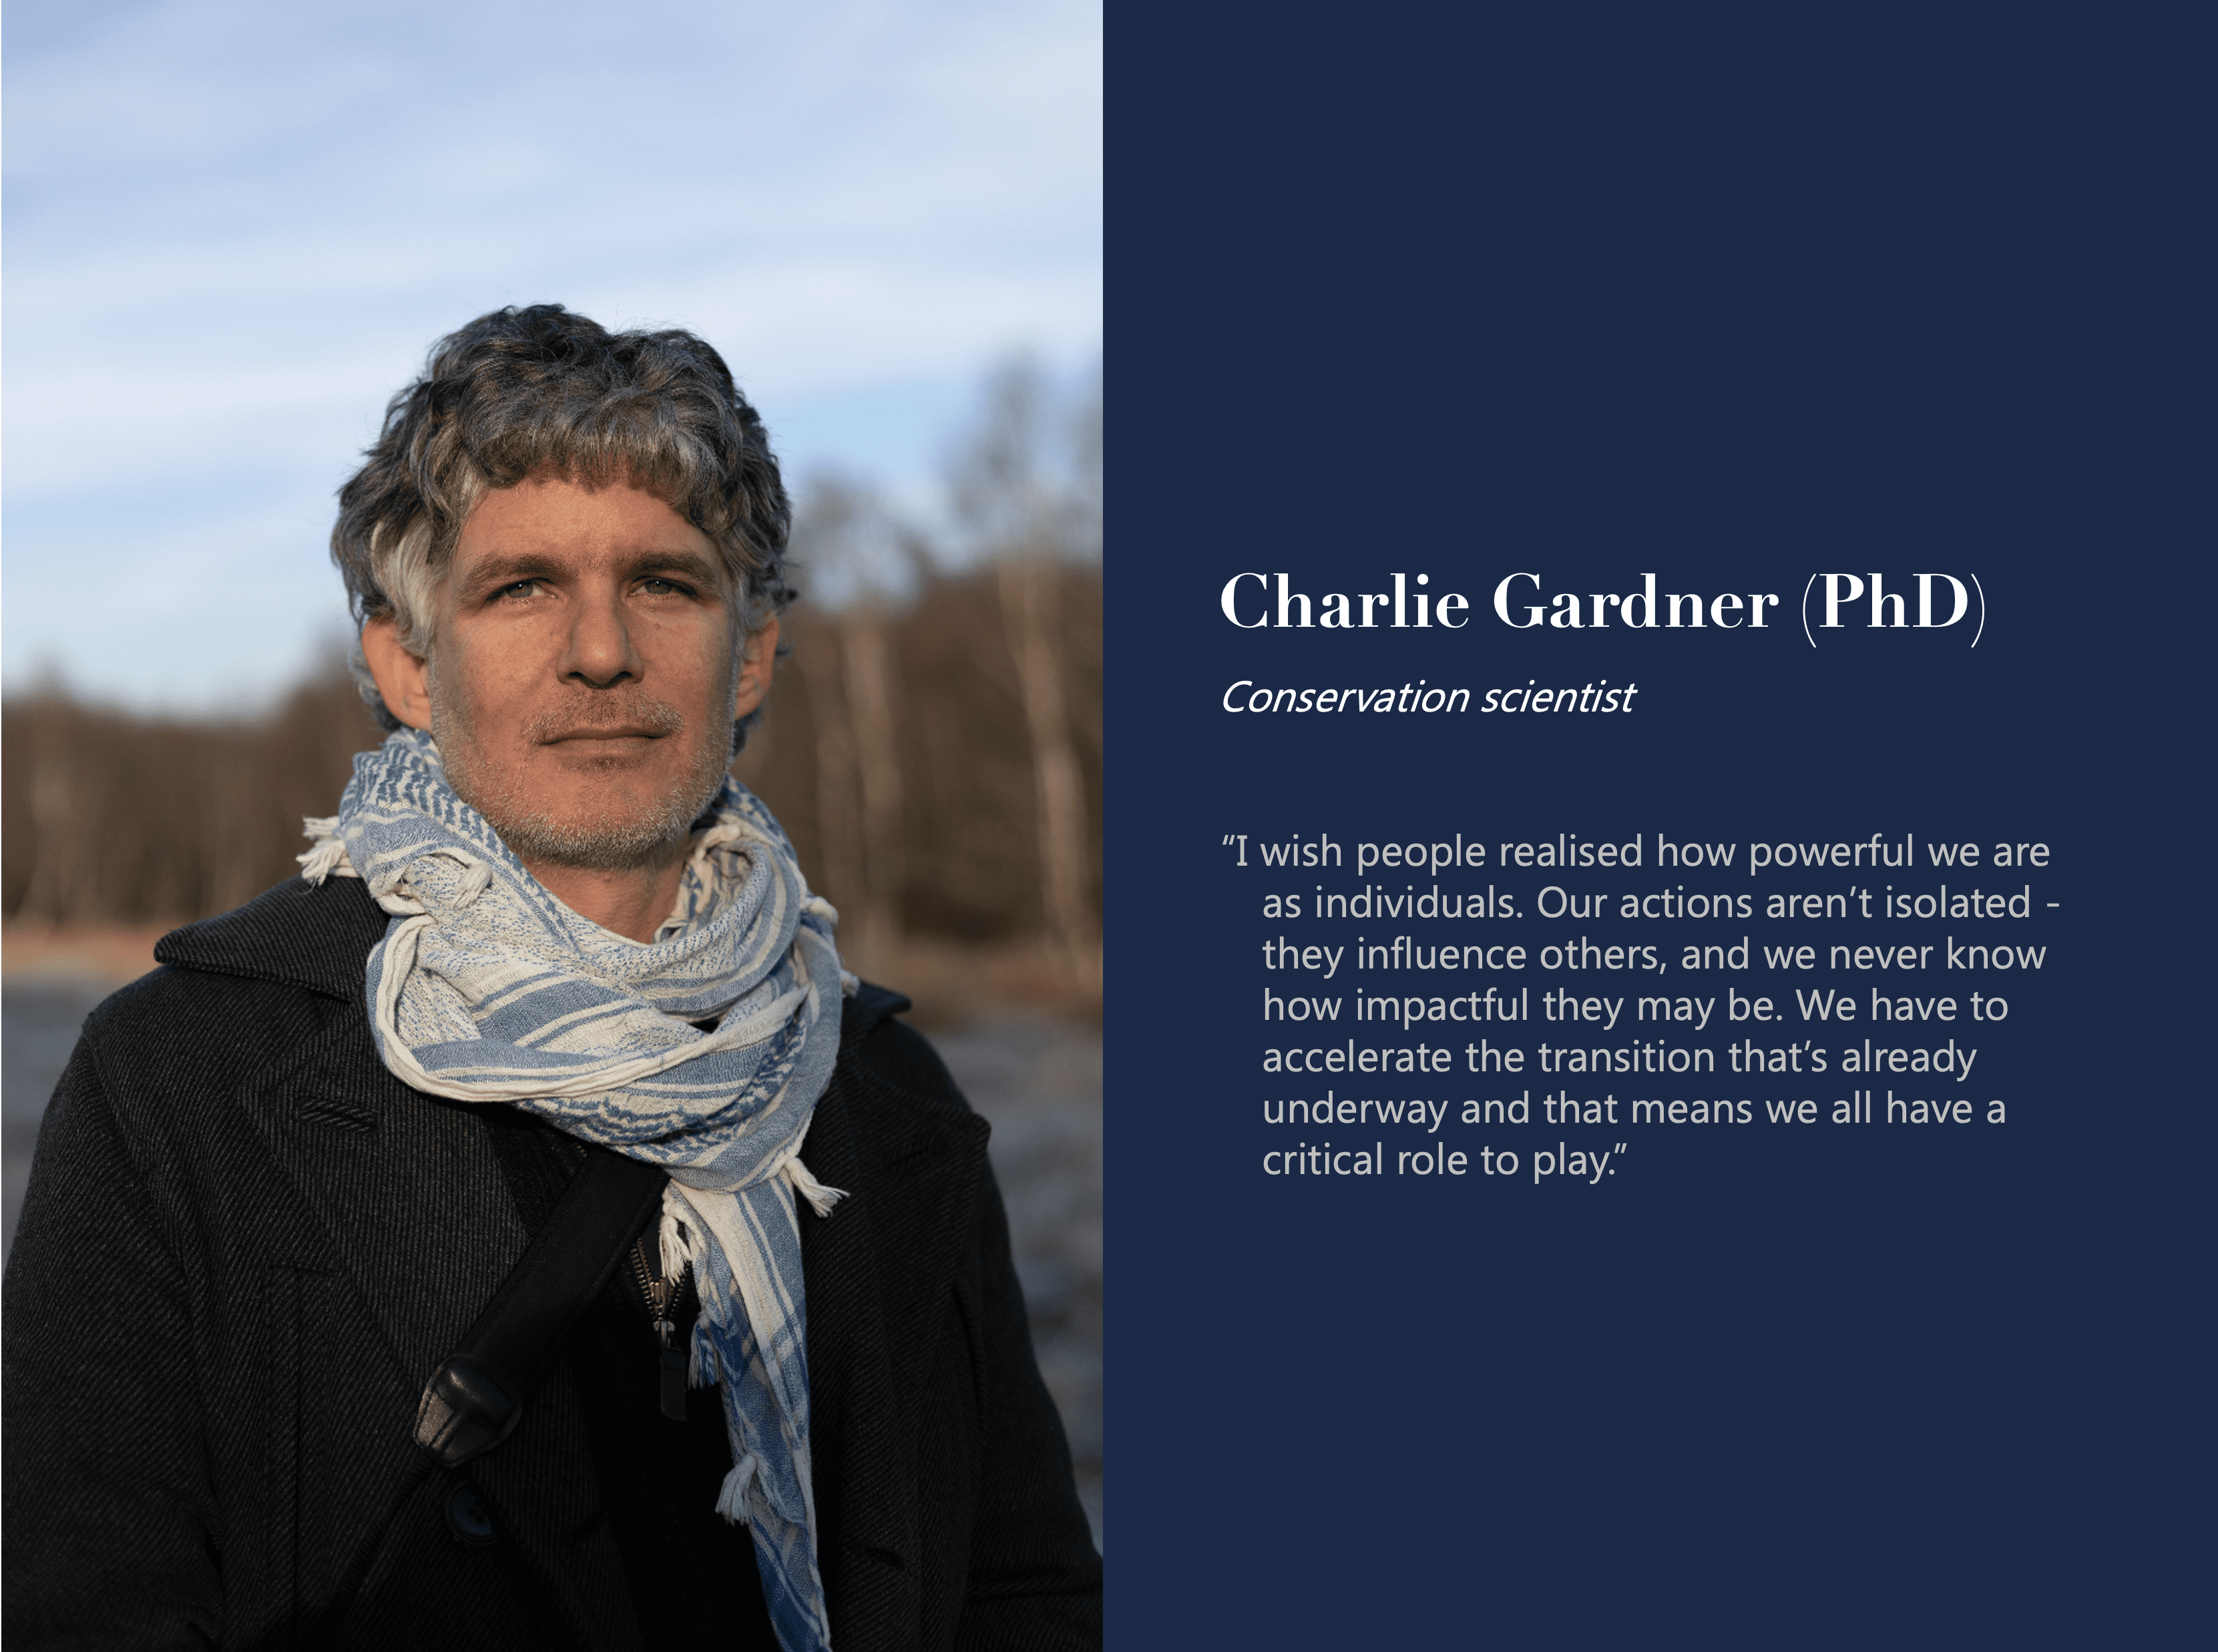 Charlie Gardner (PhD)
Conservation scientist
“I wish people realised how powerful we are
as individuals. Our actions aren’t isolated -
they influence others, and we never know
how impactful they may be. We have to
accelerate the transition that’s already
underway and that means we all have a
critical role to play.”